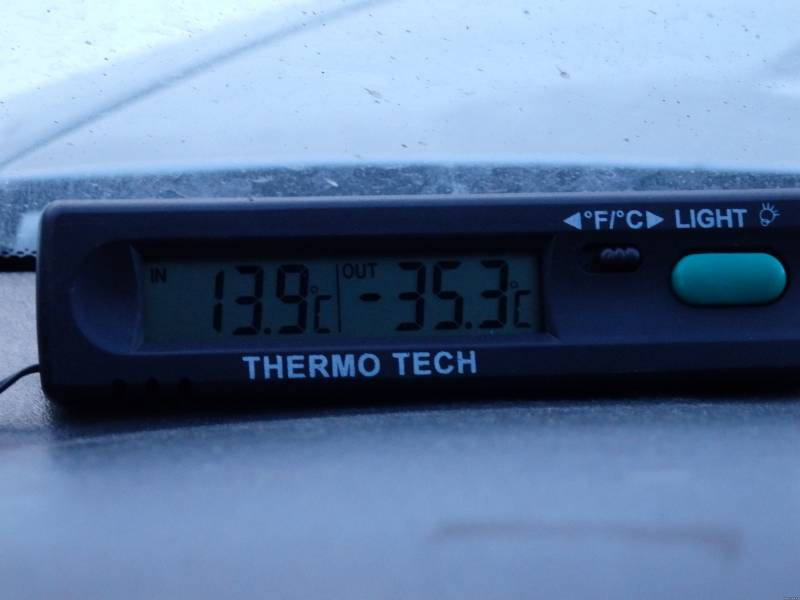 ◀°F/°C▶ LIGHT
IN 13.9°C OUT -35.3°C
THERMO TECH